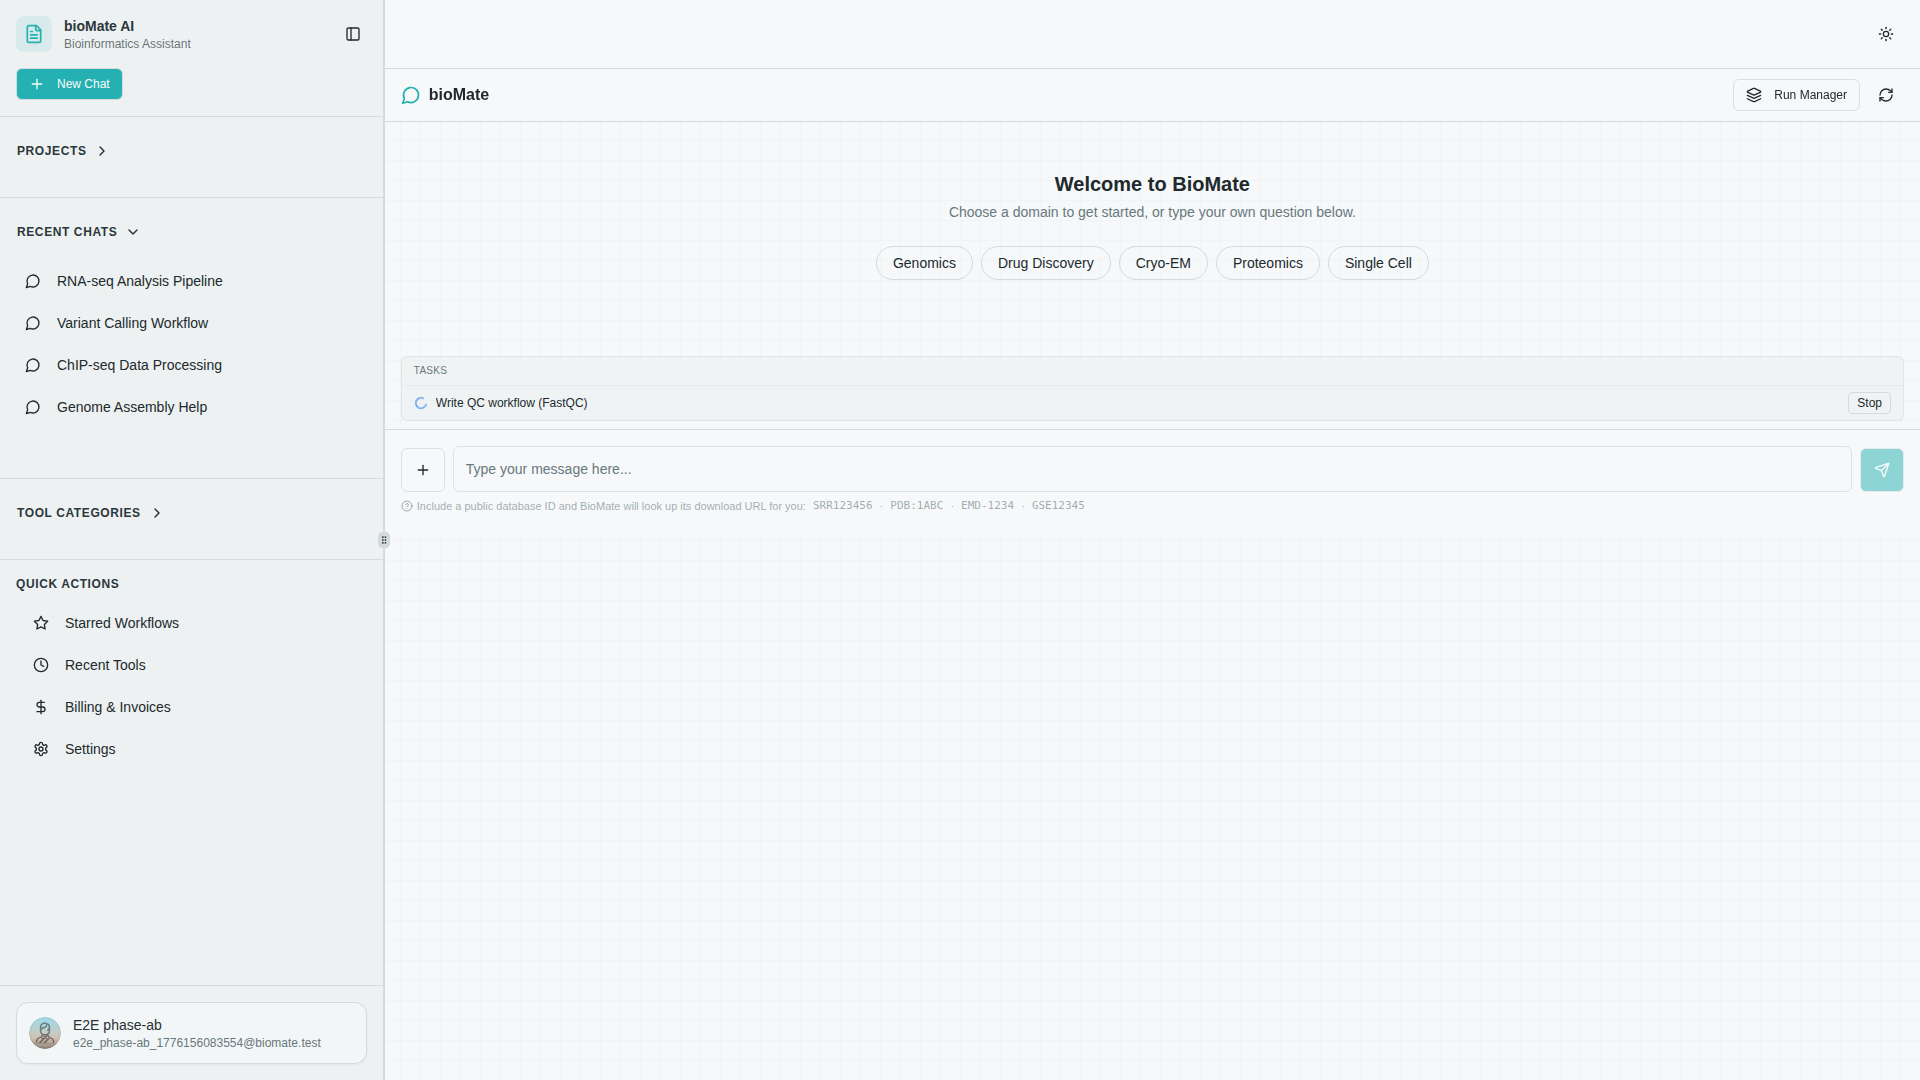 bioMate AI
Bioinformatics Assistant
New Chat
PROJECTS
RECENT CHATS
RNA-seq Analysis Pipeline
Variant Calling Workflow
ChIP-seq Data Processing
Genome Assembly Help
TOOL CATEGORIES
QUICK ACTIONS
Starred Workflows
Recent Tools
Billing & Invoices
Settings
E2E phase-ab
e2e_phase-ab_1776156083554@biomate.test
bioMate
Run Manager
Welcome to BioMate
Choose a domain to get started, or type your own question below.
Genomics
Drug Discovery
Cryo-EM
Proteomics
Single Cell
TASKS
Write QC workflow (FastQC)
Stop
Type your message here...
Include a public database ID and BioMate will look up its download URL for you: SRR123456 · PDB:1ABC · EMD-1234 · GSE12345